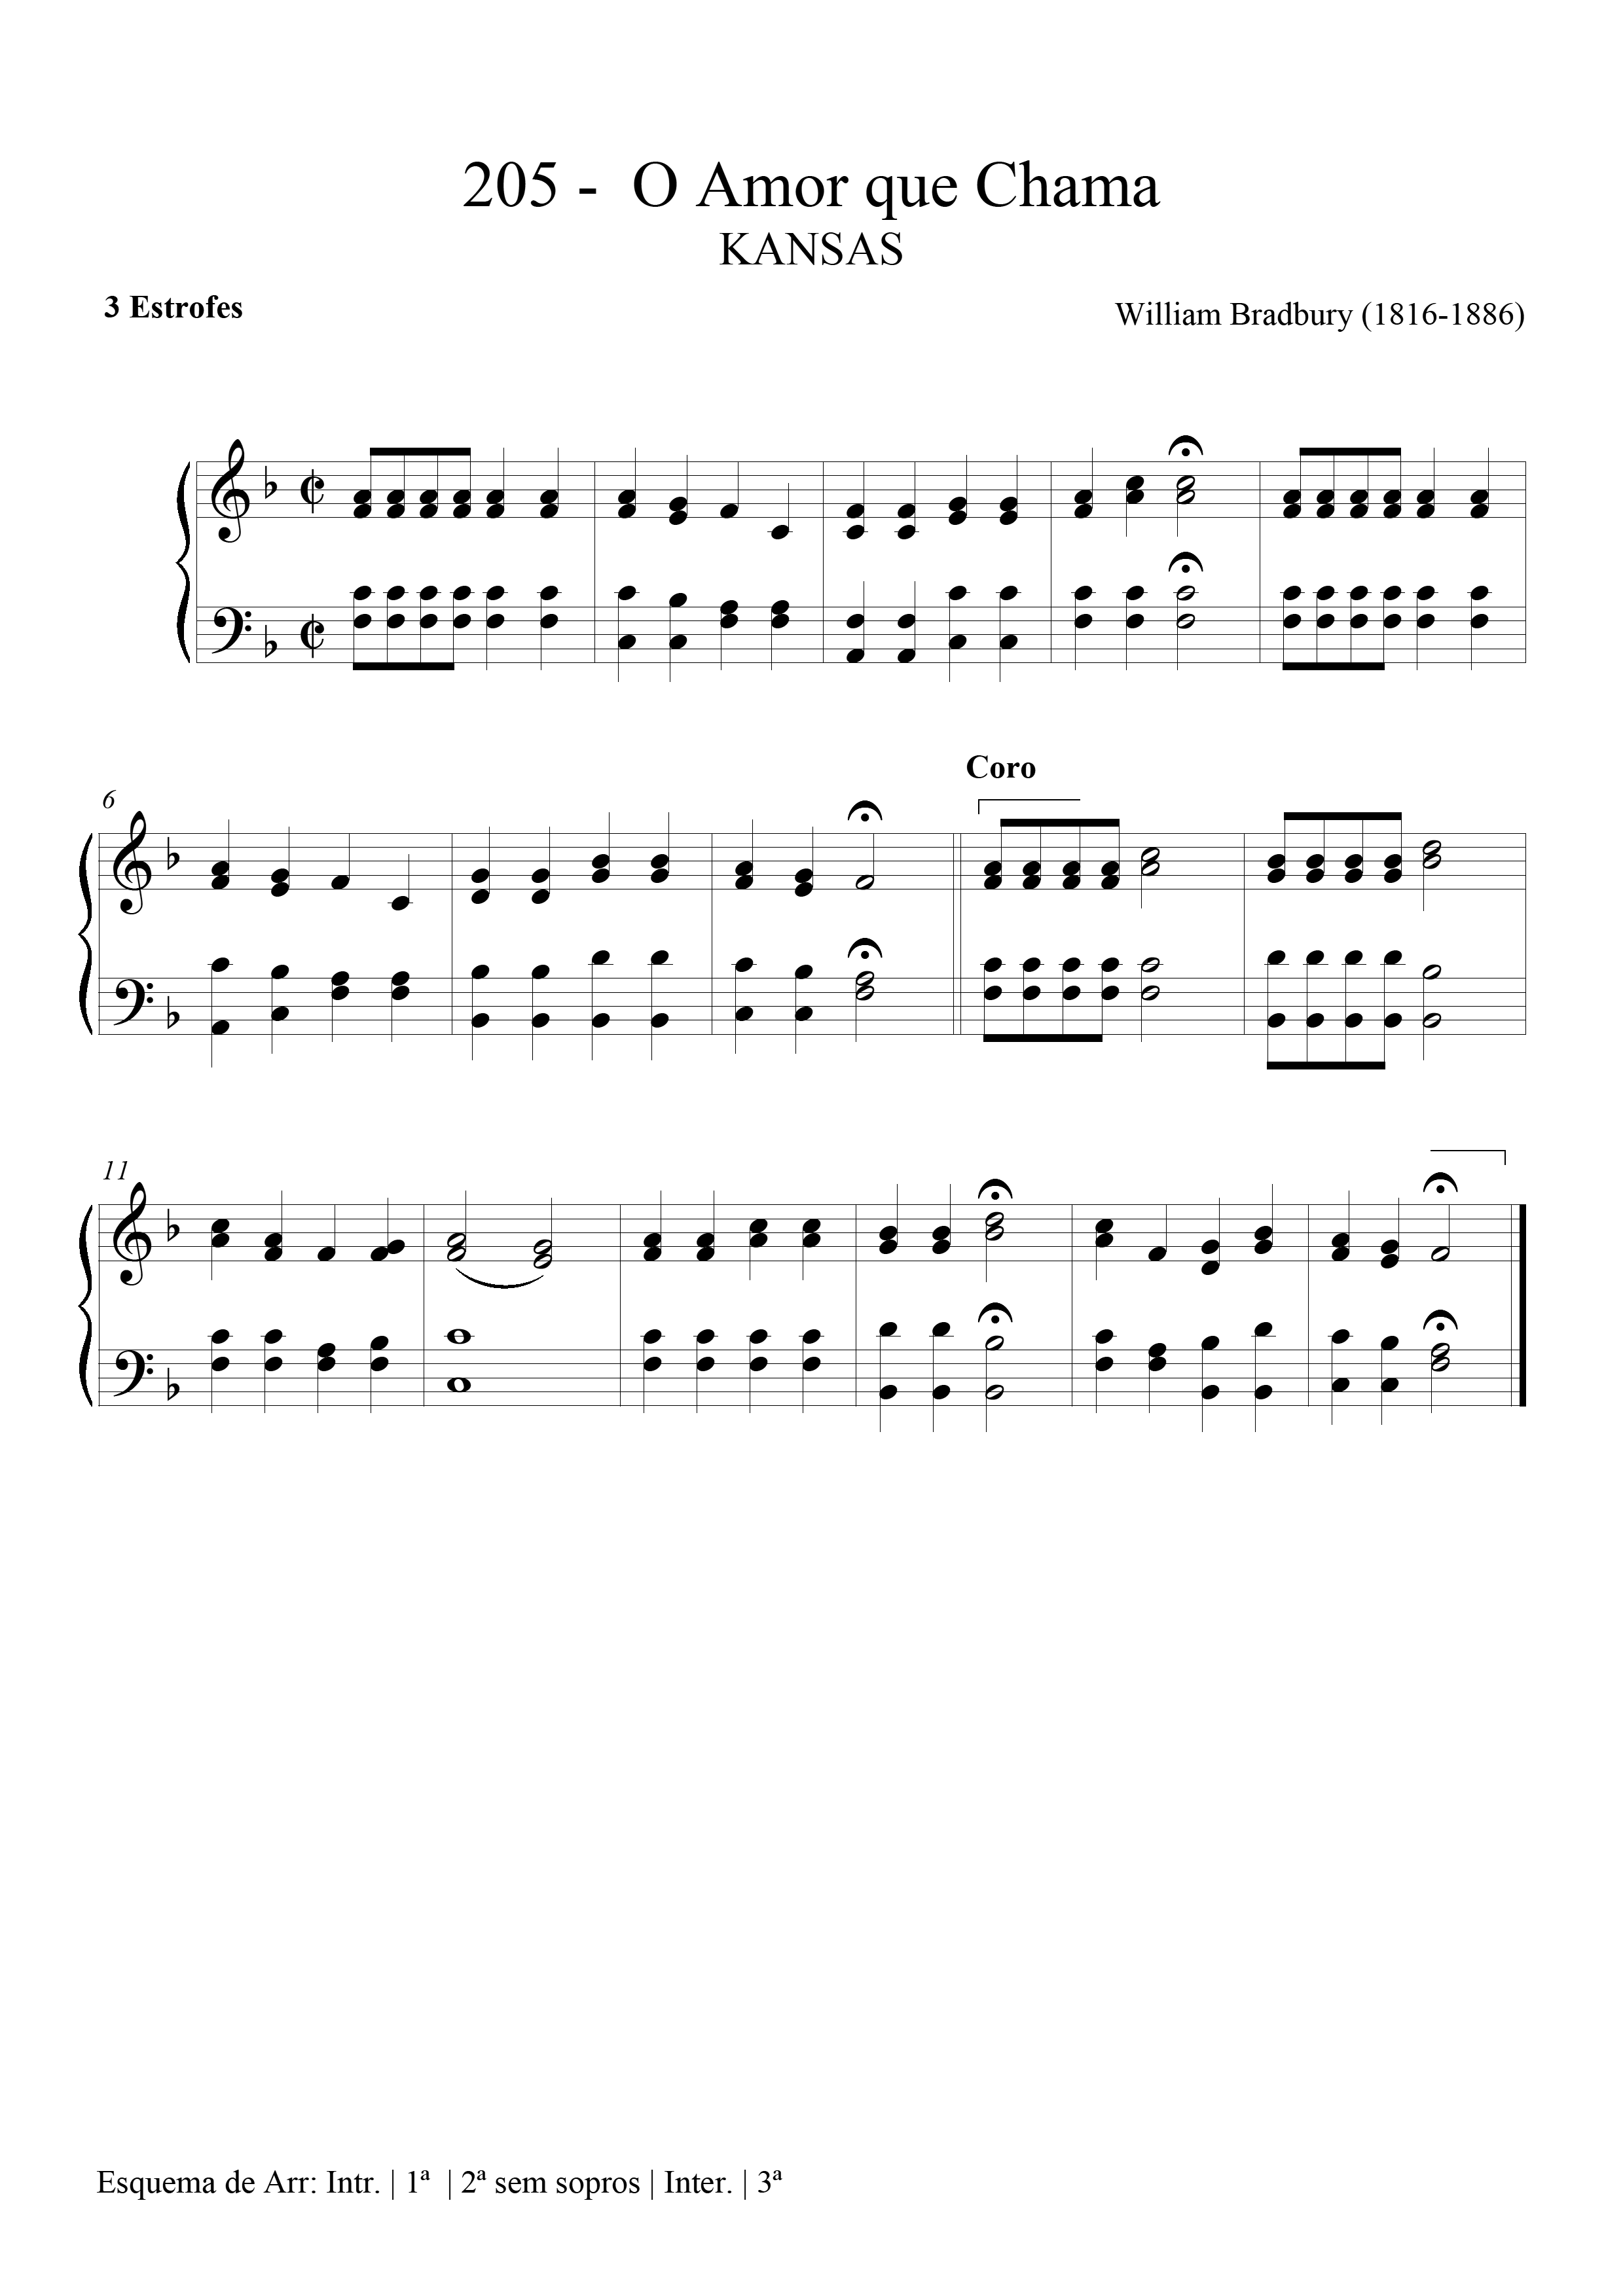 205 -  O Amor que Chama
KANSAS
3 Estrofes
William Bradbury (1816-1886)
Coro
6
11
Esquema de Arr: Intr. | 1ª  | 2ª sem sopros | Inter. | 3ª